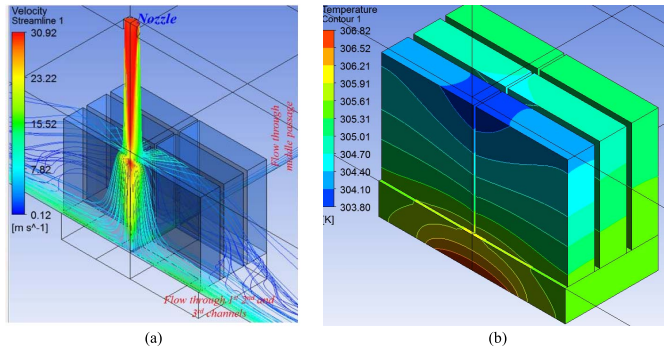 Velocity
Streamline 1
30.92
23.22
15.52
7.82
0.12
[m s^-1]
Nozzle
Flow through
middle passage
Flow through 1st 2nd and
3rd channels
(a)
Temperature
Contour 1
306.82
306.52
306.21
305.91
305.61
305.31
305.01
304.70
304.40
304.10
303.80
[K]
(b)